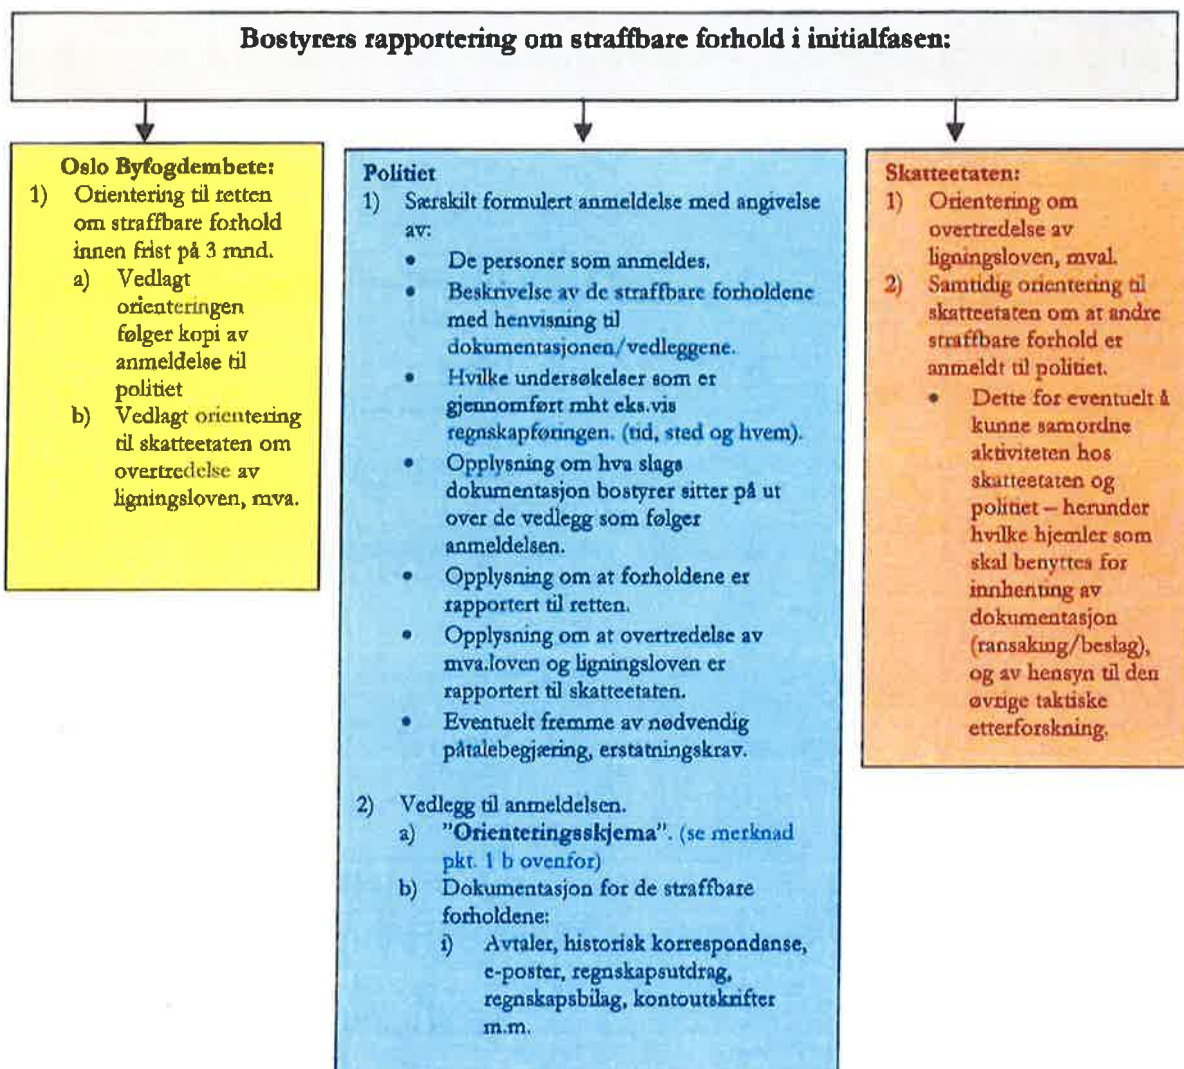 Bostyrers rapportering om straffbare forhold i initialfasen:
Oslo Byfogdembete:
1) Orientering til retten
om straffbare forhold
innen frist på 3 mnd.
a) Vedlagt
orienteringen
følger kopi av
anmeldelse til
politiet
b) Vedlagt orientering
til skatteetaten om
overtredelse av
ligningsloven, mva.
Politiet
1) Særskilt formulert anmeldelse med angivelse
av:
• De personer som anmeldes.
• Beskrivelse av de straffbare forholdene
med henvisning til
dokumentasjonen/vedleggene.
• Hvilke undersøkelser som er
gjennomført mht eks.vis
regnskapføringen. (tid, sted og hvem).
• Opplysning om hva slags
dokumentasjon bostyrer sitter på ut
over de vedlegg som følger
anmeldelsen.
• Opplysning om at forholdene er
rapportert til retten.
• Opplysning om at overtredelse av
mva.loven og ligningsloven er
rapportert til skatteetaten.
• Eventuelt fremme av nødvendig
påtalebegjæring, erstatningskrav.
2) Vedlegg til anmeldelsen.
a) "Orienteringsskjema". (se merknad
pkt. 1 b ovenfor)
b) Dokumentasjon for de straffbare
forholdene:
i) Avtaler, historisk korrespondanse,
e-poster, regnskapsutdrag,
regnskapsbilag, kontoutskrifter
m.m.
Skatteetaten:
1) Orientering om
overtredelse av
ligningsloven, mval.
2) Samtidig orientering til
skatteetaten om at andre
straffbare forhold er
anmeldt til politiet.
• Dette for eventuelt å
kunne samordne
aktiviteten hos
skatteetaten og
politiet – herunder
hvilke hjemler som
skal benyttes for
innhenting av
dokumentasjon
(ransaking/beslag),
og av hensyn til den
øvrige taktiske
etterforskning.